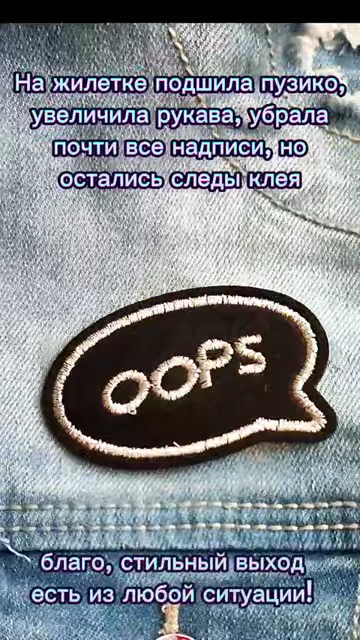 На жилетке подшила пузико,
увеличила рукава, убрала
почти все надписи, но
остались следы клея
OOPS
благо, стильный выход
есть из любой ситуации!